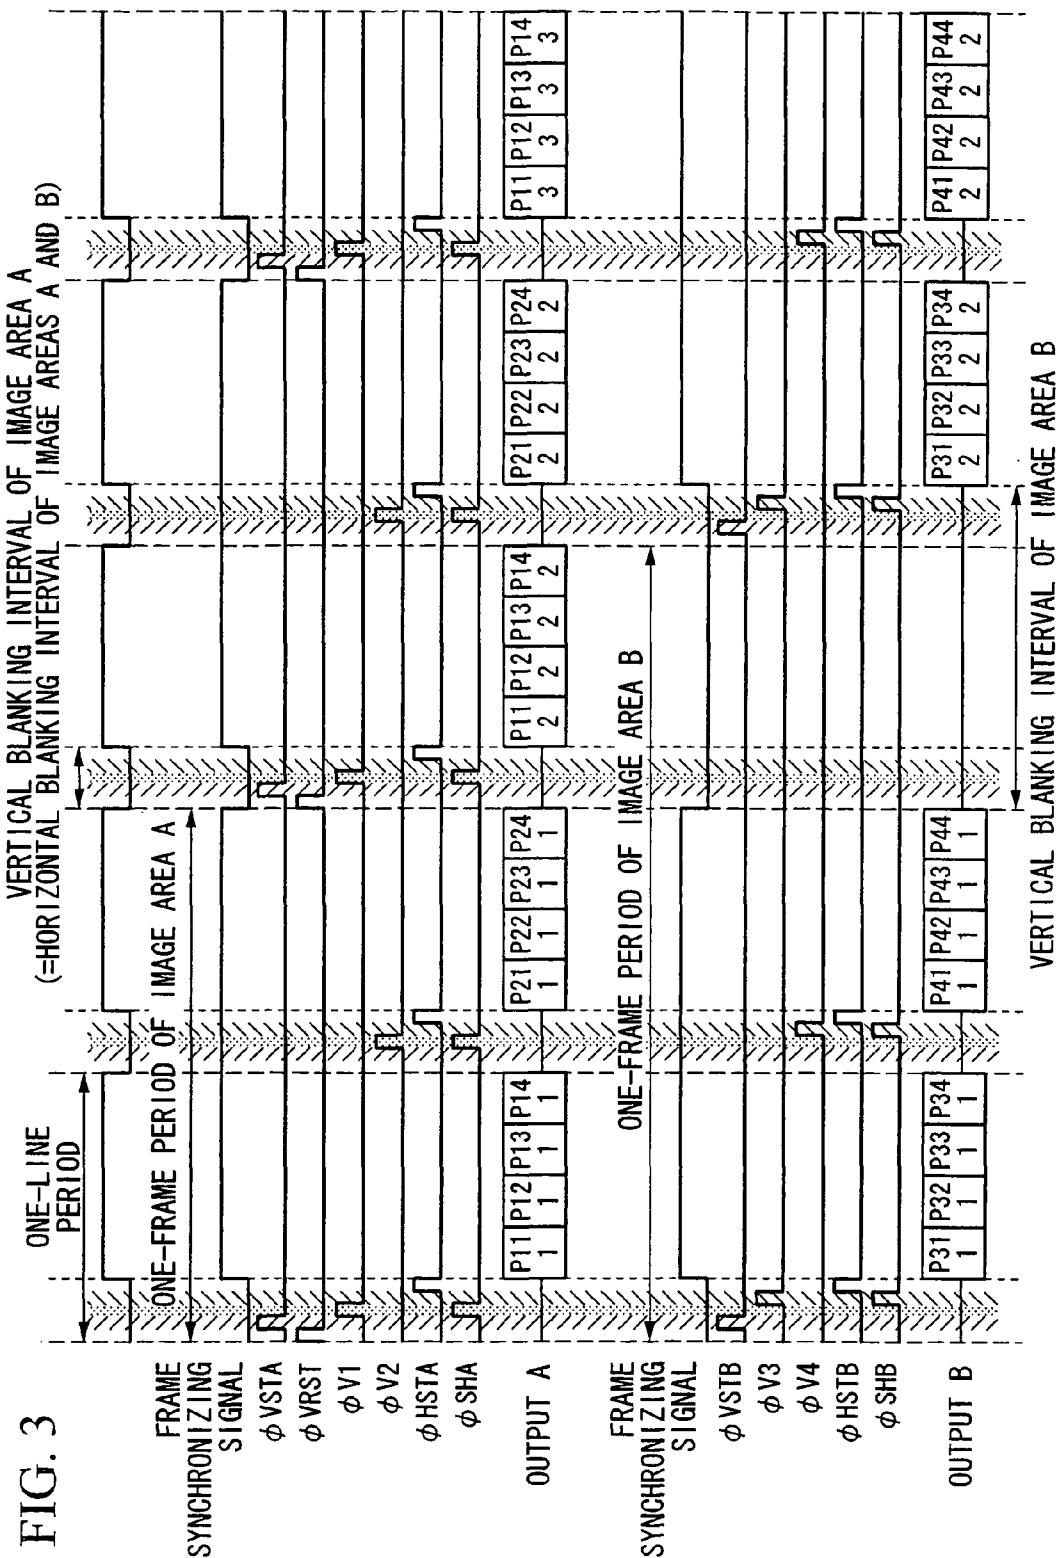 FIG. 3
VERTICAL BLANKING INTERVAL OF IMAGE AREA A
(=HORIZONTAL BLANKING INTERVAL OF IMAGE AREAS A AND B)
ONE-LINE
PERIOD
ONE-FRAME PERIOD OF IMAGE AREA A
FRAME
SYNCHRONIZING
SIGNAL
φVSTA
φVRST
φV1
φV2
φHSTA
φSHA
OUTPUT A
P11 P12 P13 P14 P21 P22 P23 P24 P11 P12 P13 P14 P21 P22 P23 P24 P11 P12 P13 P14
1 1 1 1 1 1 1 1 2 2 2 2 2 2 2 2 3 3 3 3
ONE-FRAME PERIOD OF IMAGE AREA B
FRAME
SYNCHRONIZING
SIGNAL
φVSTB
φV3
φV4
φHSTB
φSHB
OUTPUT B
P31 P32 P33 P34 P41 P42 P43 P44 P31 P32 P33 P34 P41 P42 P43 P44
1 1 1 1 1 1 1 1 2 2 2 2 2 2 2 2
VERTICAL BLANKING INTERVAL OF IMAGE AREA B